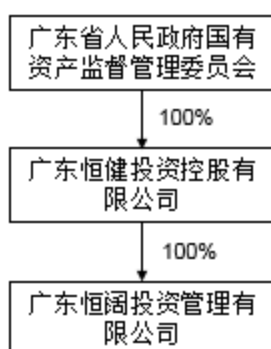 广东省人民政府国有
资产监督管理委员会
100%
广东恒健投资控股有
限公司
100%
广东恒阔投资管理有
限公司